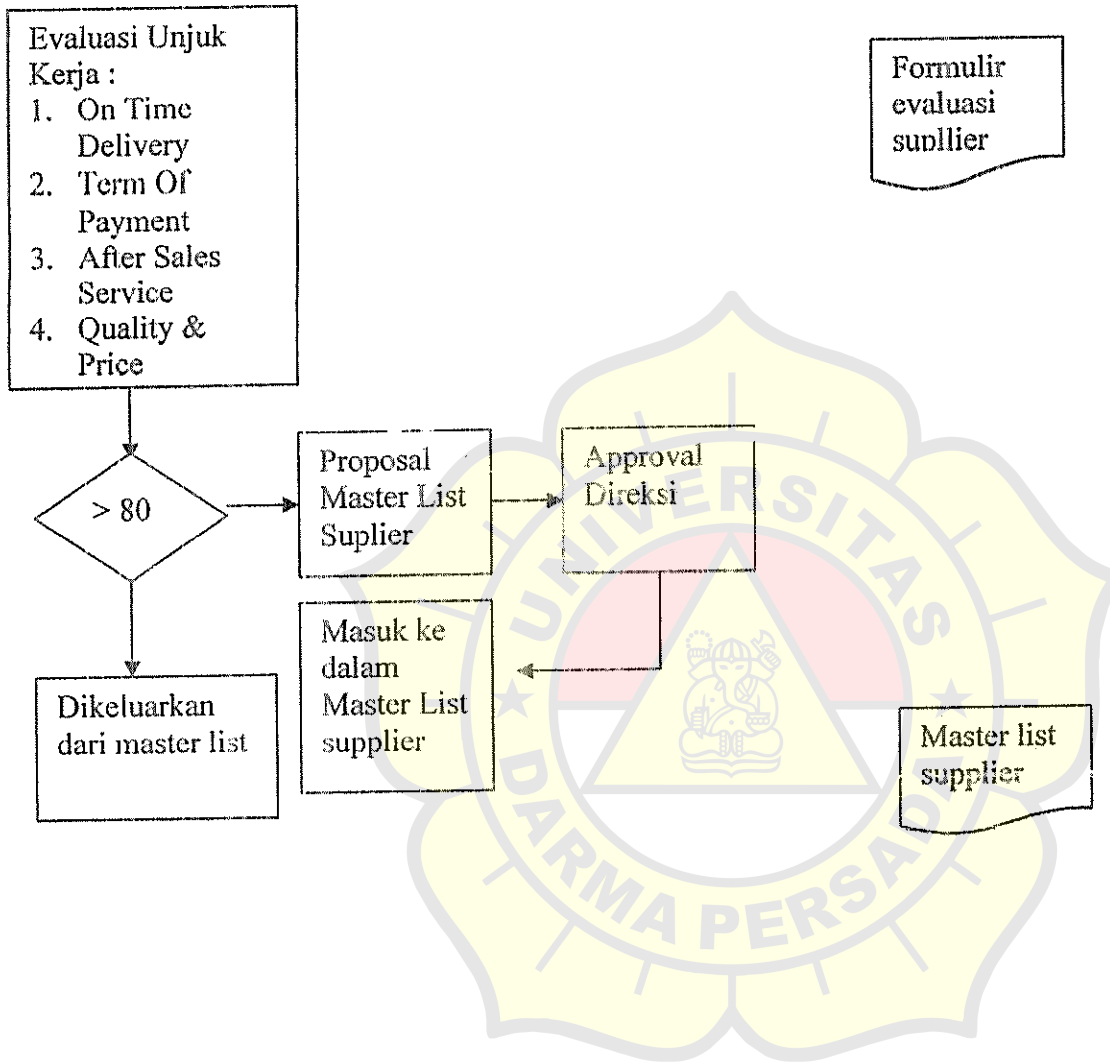 Evaluasi Unjuk
Kerja :
1. On Time
Delivery
2. Term Of
Payment
3. After Sales
Service
4. Quality &
Price
Formulir
evaluasi
supllier
> 80
Proposal
Master List
Suplier
Approval
Direksi
Masuk ke
dalam
Master List
supplier
Dikeluarkan
dari master list
Master list
supplier
UNIVERSITAS
DARMA PERSADA